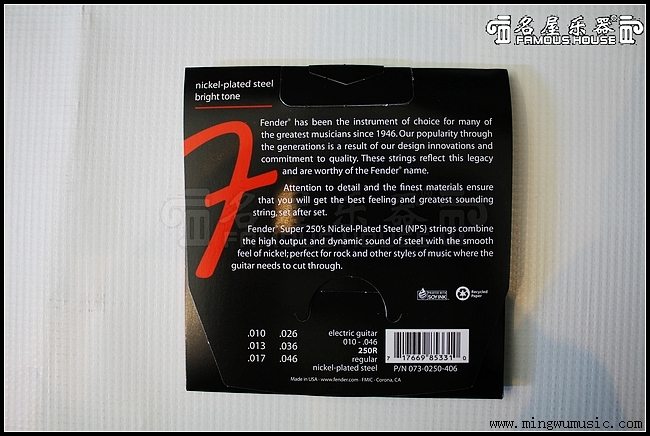 名屋乐器®
FAMOUS HOUSE
nickel-plated steel
bright tone
Fender® has been the instrument of choice for many of
the greatest musicians since 1946. Our popularity through
the generations is a result of our design innovations and
commitment to quality. These strings reflect this legacy
and are worthy of the Fender® name.
Attention to detail and the finest materials ensure
that you will get the best feeling and greatest sounding
string, set after set.
名屋乐器
Fender® Super 250's Nickel-Plated Steel (NPS) strings combine
the high output and dynamic sound of steel with the smooth
feel of nickel; perfect for rock and other styles of music where the
guitar needs to cut through.
PRINTED WITH
SOY INK
Recycled
Paper
.010 .026
.013 .036
.017 .046
electric guitar
010 - .046
250R
regular
nickel-plated steel
7 17669 85331 0
P/N 073-0250-406
Made in USA · www.fender.com · FMIC · Corona, CA
www.mingwumusic.com